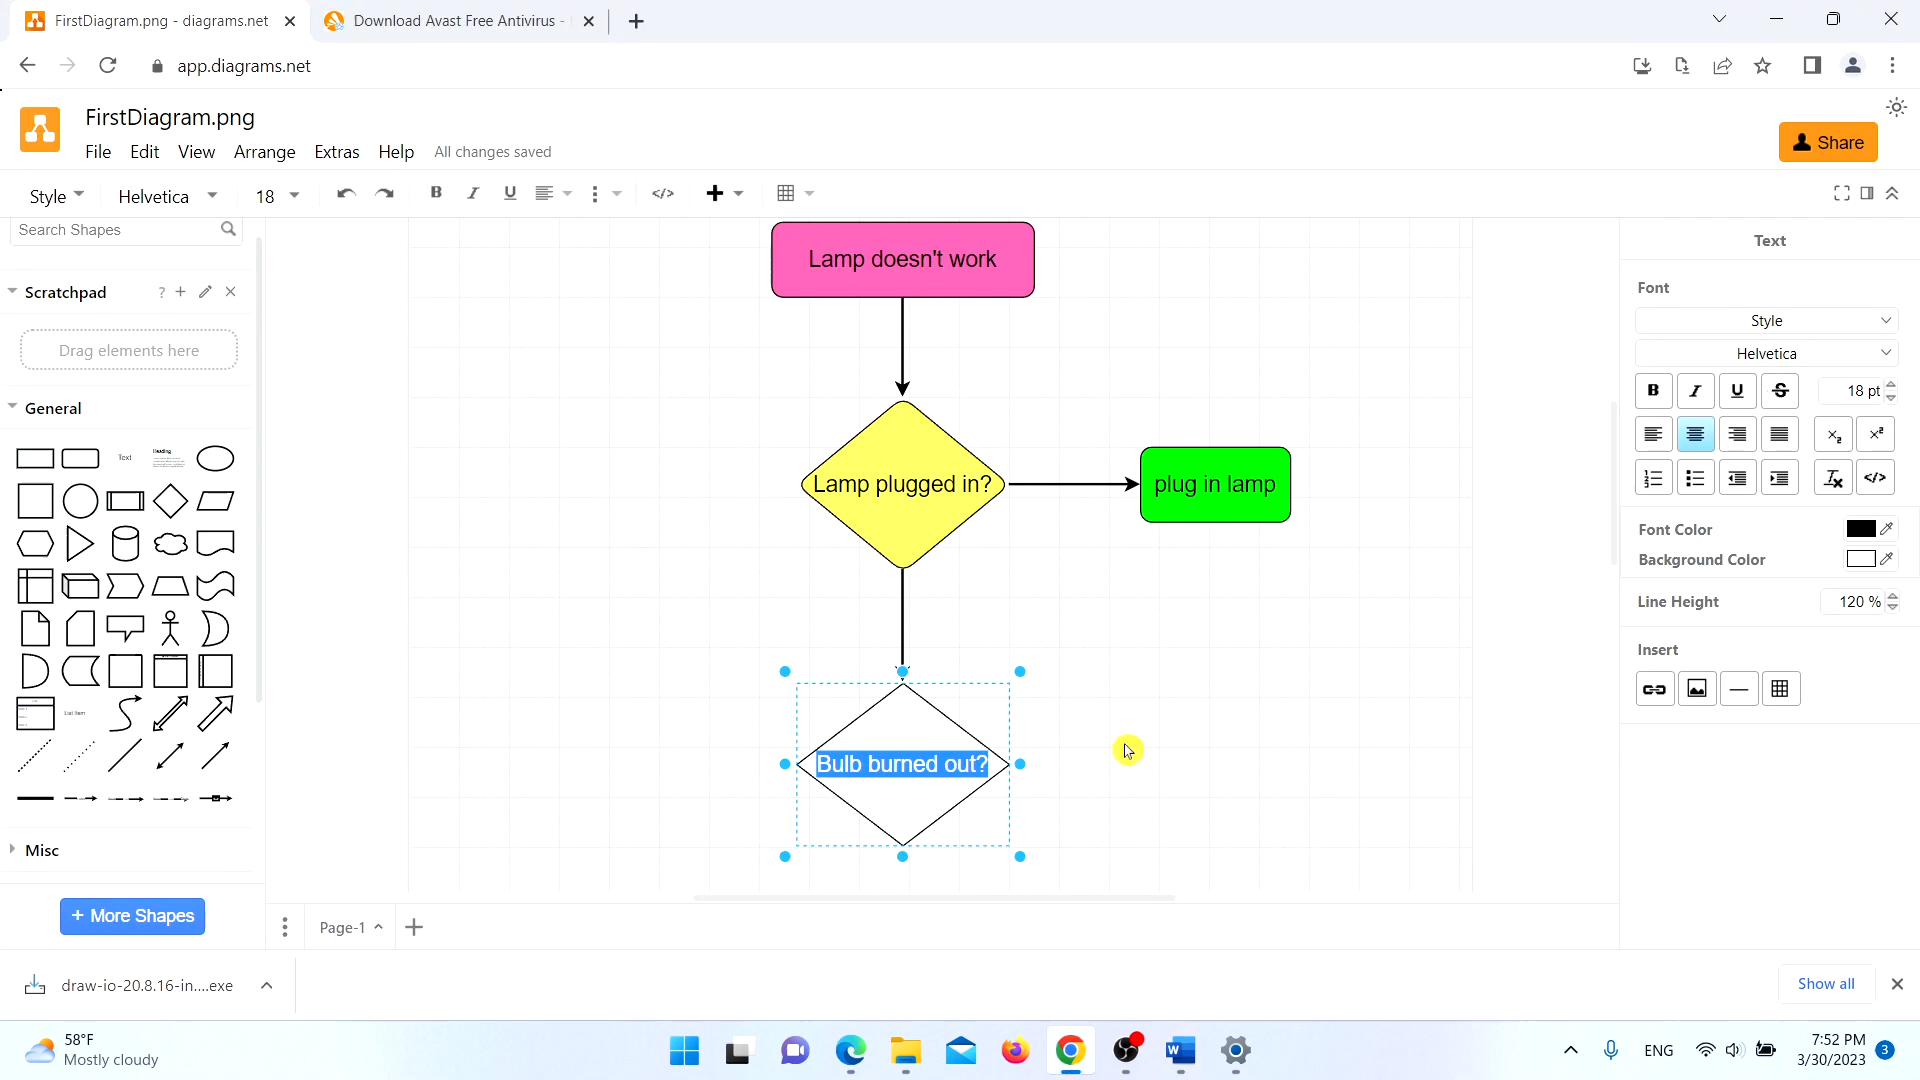 FirstDiagram.png - diagrams.net
Download Avast Free Antivirus -
app.diagrams.net
FirstDiagram.png
File Edit View Arrange Extras Help All changes saved
Share
Style Helvetica 18
Search Shapes
Scratchpad ?
Drag elements here
General
Text
Heading
List Item
Misc
+ More Shapes
Lamp doesn't work
Lamp plugged in?
plug in lamp
Bulb burned out?
Page-1
Text
Font
Style
Helvetica
B I U S 18 pt
Font Color
Background Color
Line Height 120 %
Insert
draw-io-20.8.16-in....exe
Show all
58°F
Mostly cloudy
ENG
7:52 PM
3/30/2023
3